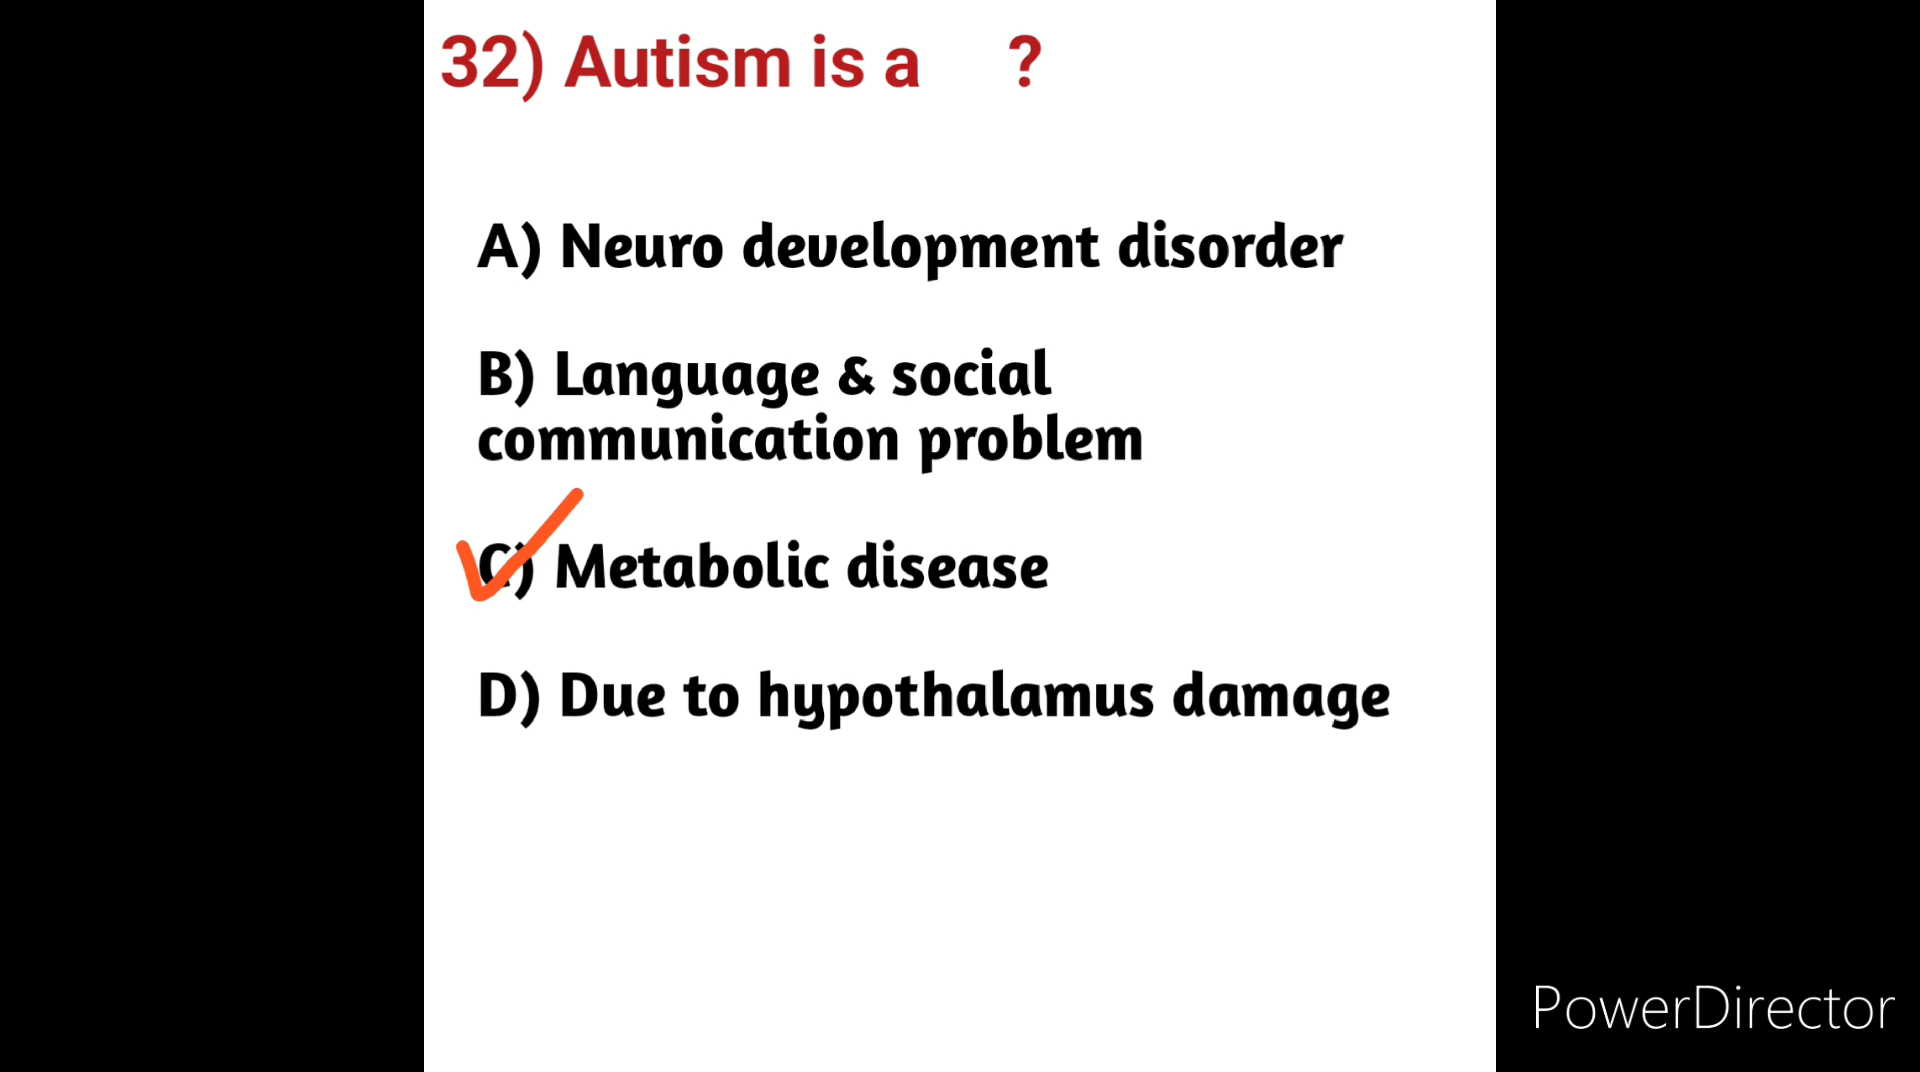 32) Autism is a ?
A) Neuro development disorder
B) Language & social
communication problem
C) Metabolic disease
D) Due to hypothalamus damage
PowerDirector